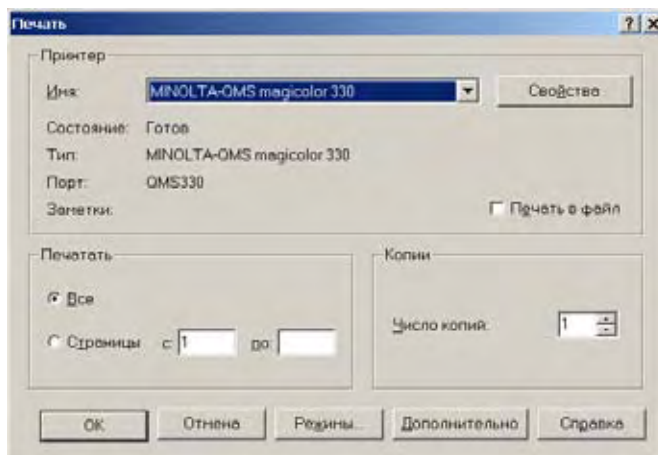 Печать
Принтер
Имя: MINOLTA-QMS magicolor 330 Свойства
Состояние: Готов
Тип: MINOLTA-QMS magicolor 330
Порт: QMS330
Заметки: Печать в файл
Печатать Копии
Все
Число копий: 1
Страницы с: 1 по:
ОК Отмена Режимы... Дополнительно Справка